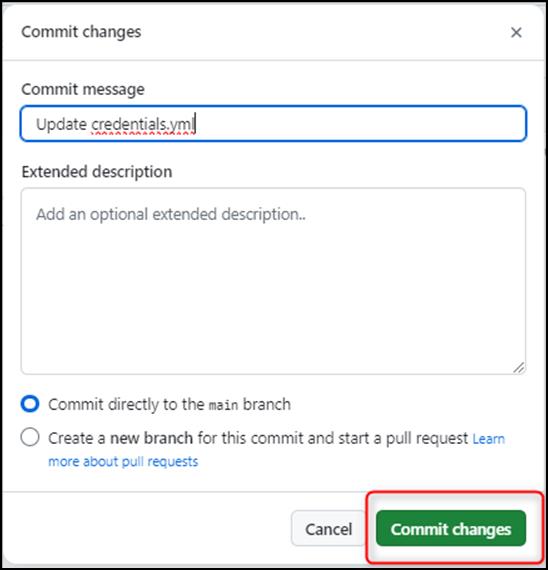 Commit changes
Commit message
Update credentials.yml
Extended description
Add an optional extended description..
Commit directly to the main branch
Create a new branch for this commit and start a pull request Learn
more about pull requests
Cancel
Commit changes